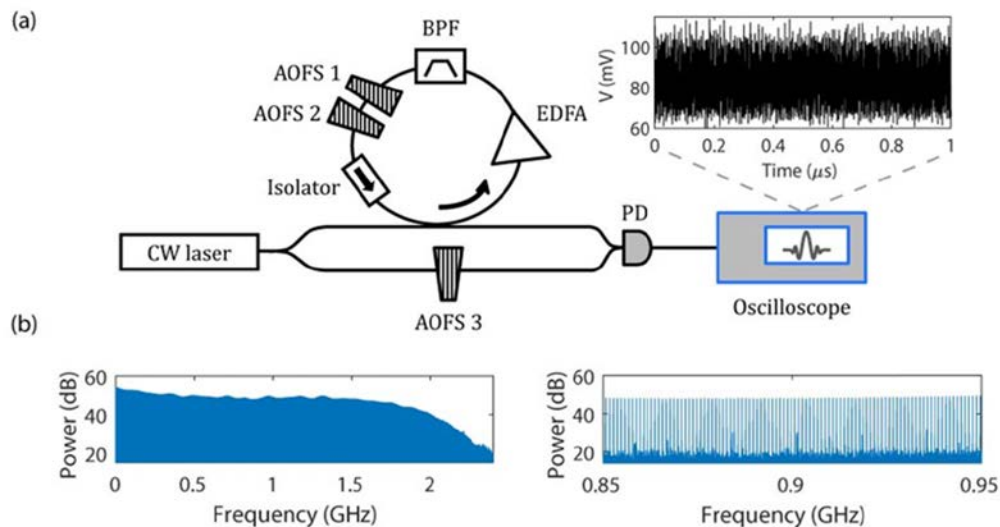 (a)
BPF
AOFS 1
AOFS 2
EDFA
Isolator
V (mV)
100
80
60
0 0.2 0.4 0.6 0.8 1
Time (μs)
PD
CW laser
AOFS 3
Oscilloscope
(b)
Power (dB)
60
40
20
0 0.5 1 1.5 2
Frequency (GHz)
Power (dB)
60
40
20
0.85 0.9 0.95
Frequency (GHz)